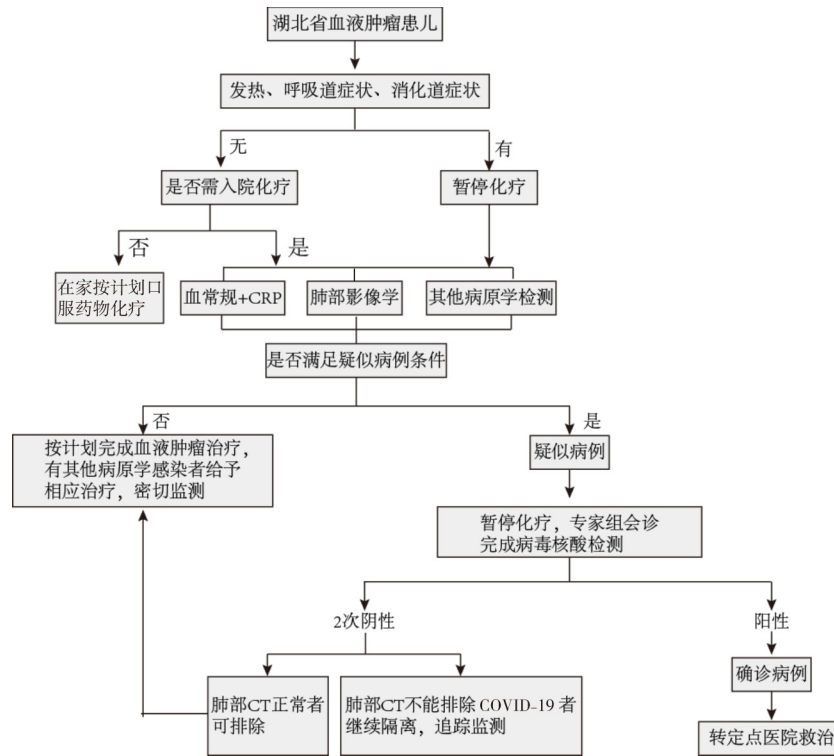 湖北省血液肿瘤患儿
发热、呼吸道症状、消化道症状
无
有
是否需入院化疗
暂停化疗
否
是
在家按计划口
服药物化疗
血常规+CRP
肺部影像学
其他病原学检测
是否满足疑似病例条件
否
是
按计划完成血液肿瘤治疗，
有其他病原学感染者给予
相应治疗，密切监测
疑似病例
暂停化疗，专家组会诊
完成病毒核酸检测
2次阴性
阳性
肺部CT正常者
可排除
肺部CT不能排除COVID-19者
继续隔离，追踪监测
确诊病例
转定点医院救治